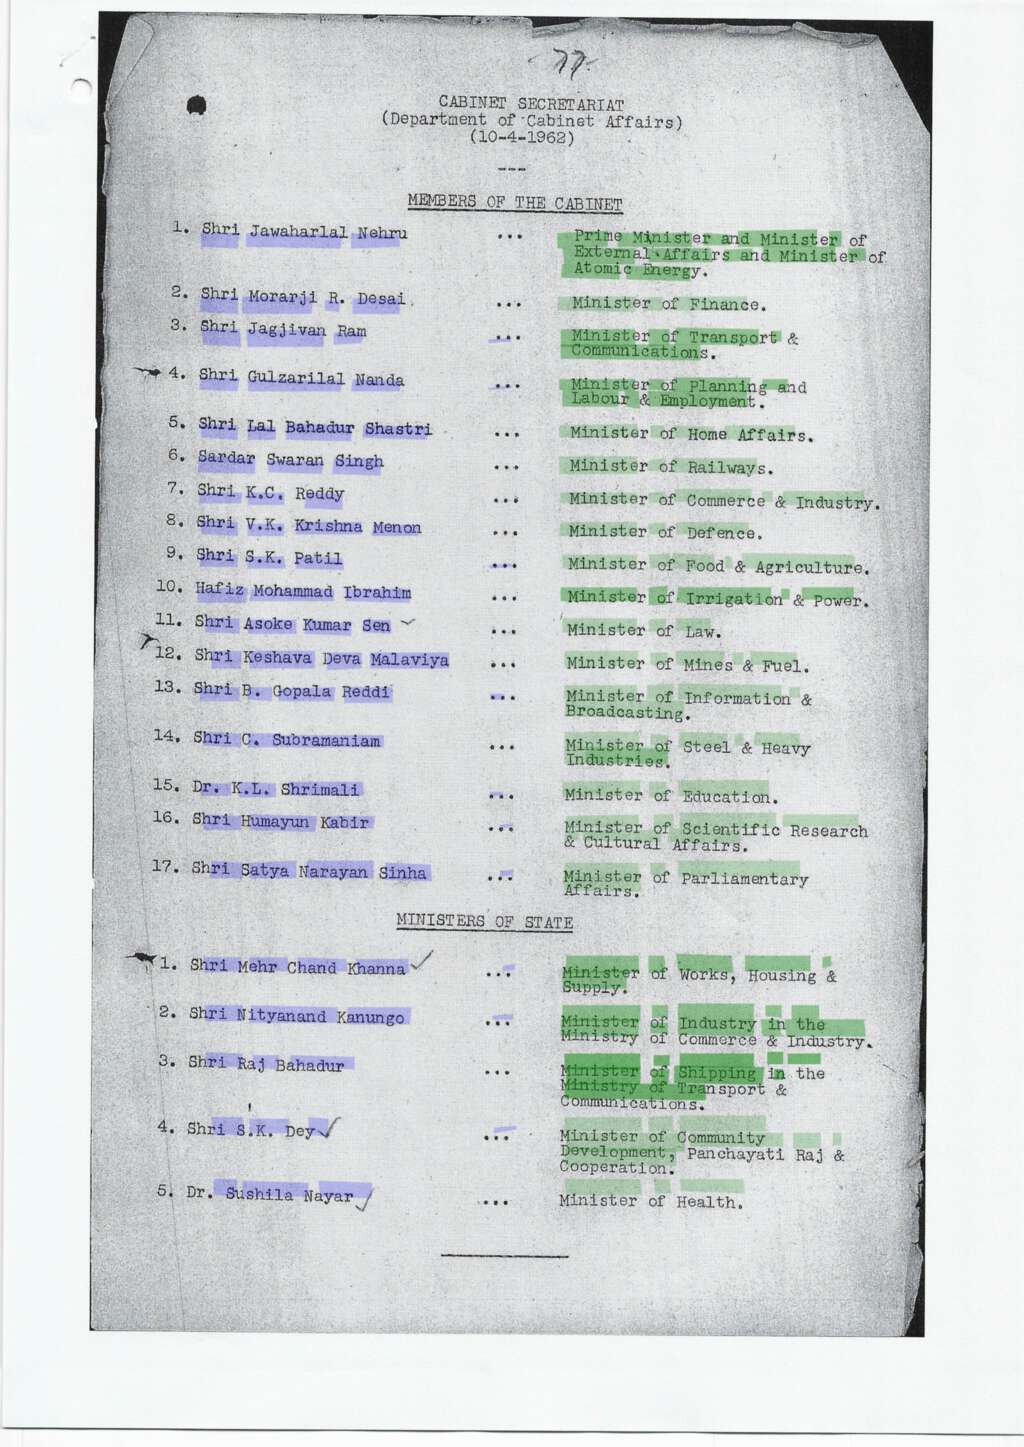 77.
CABINET SECRETARIAT
(Department of Cabinet Affairs)
(10-4-1962)
MEMBERS OF THE CABINET
1. Shri Jawaharlal Nehru ... Prime Minister and Minister of
External Affairs and Minister of
Atomic Energy.
2. Shri Morarji R. Desai. ... Minister of Finance.
3. Shri Jagjivan Ram ... Minister of Transport &
Communications.
4. Shri Gulzarilal Nanda ... Minister of Planning and
Labour & Employment.
5. Shri Lal Bahadur Shastri ... Minister of Home Affairs.
6. Sardar Swaran Singh ... Minister of Railways.
7. Shri K.C. Reddy ... Minister of Commerce & Industry.
8. Shri V.K. Krishna Menon ... Minister of Defence.
9. Shri S.K. Patil ... Minister of Food & Agriculture.
10. Hafiz Mohammad Ibrahim ... Minister of Irrigation & Power.
11. Shri Asoke Kumar Sen ... Minister of Law.
12. Shri Keshava Deva Malaviya ... Minister of Mines & Fuel.
13. Shri B. Gopala Reddi ... Minister of Information &
Broadcasting.
14. Shri C. Subramaniam ... Minister of Steel & Heavy
Industries.
15. Dr. K.L. Shrimali ... Minister of Education.
16. Shri Humayun Kabir ... Minister of Scientific Research
& Cultural Affairs.
17. Shri Satya Narayan Sinha ... Minister of Parliamentary
Affairs.
MINISTERS OF STATE
1. Shri Mehr Chand Khanna ... Minister of Works, Housing &
Supply.
2. Shri Nityanand Kanungo ... Minister of Industry in the
Ministry of Commerce & Industry.
3. Shri Raj Bahadur ... Minister of Shipping in the
Ministry of Transport &
Communications.
4. Shri S.K. Dey ... Minister of Community
Development, Panchayati Raj &
Cooperation.
5. Dr. Sushila Nayar ... Minister of Health.